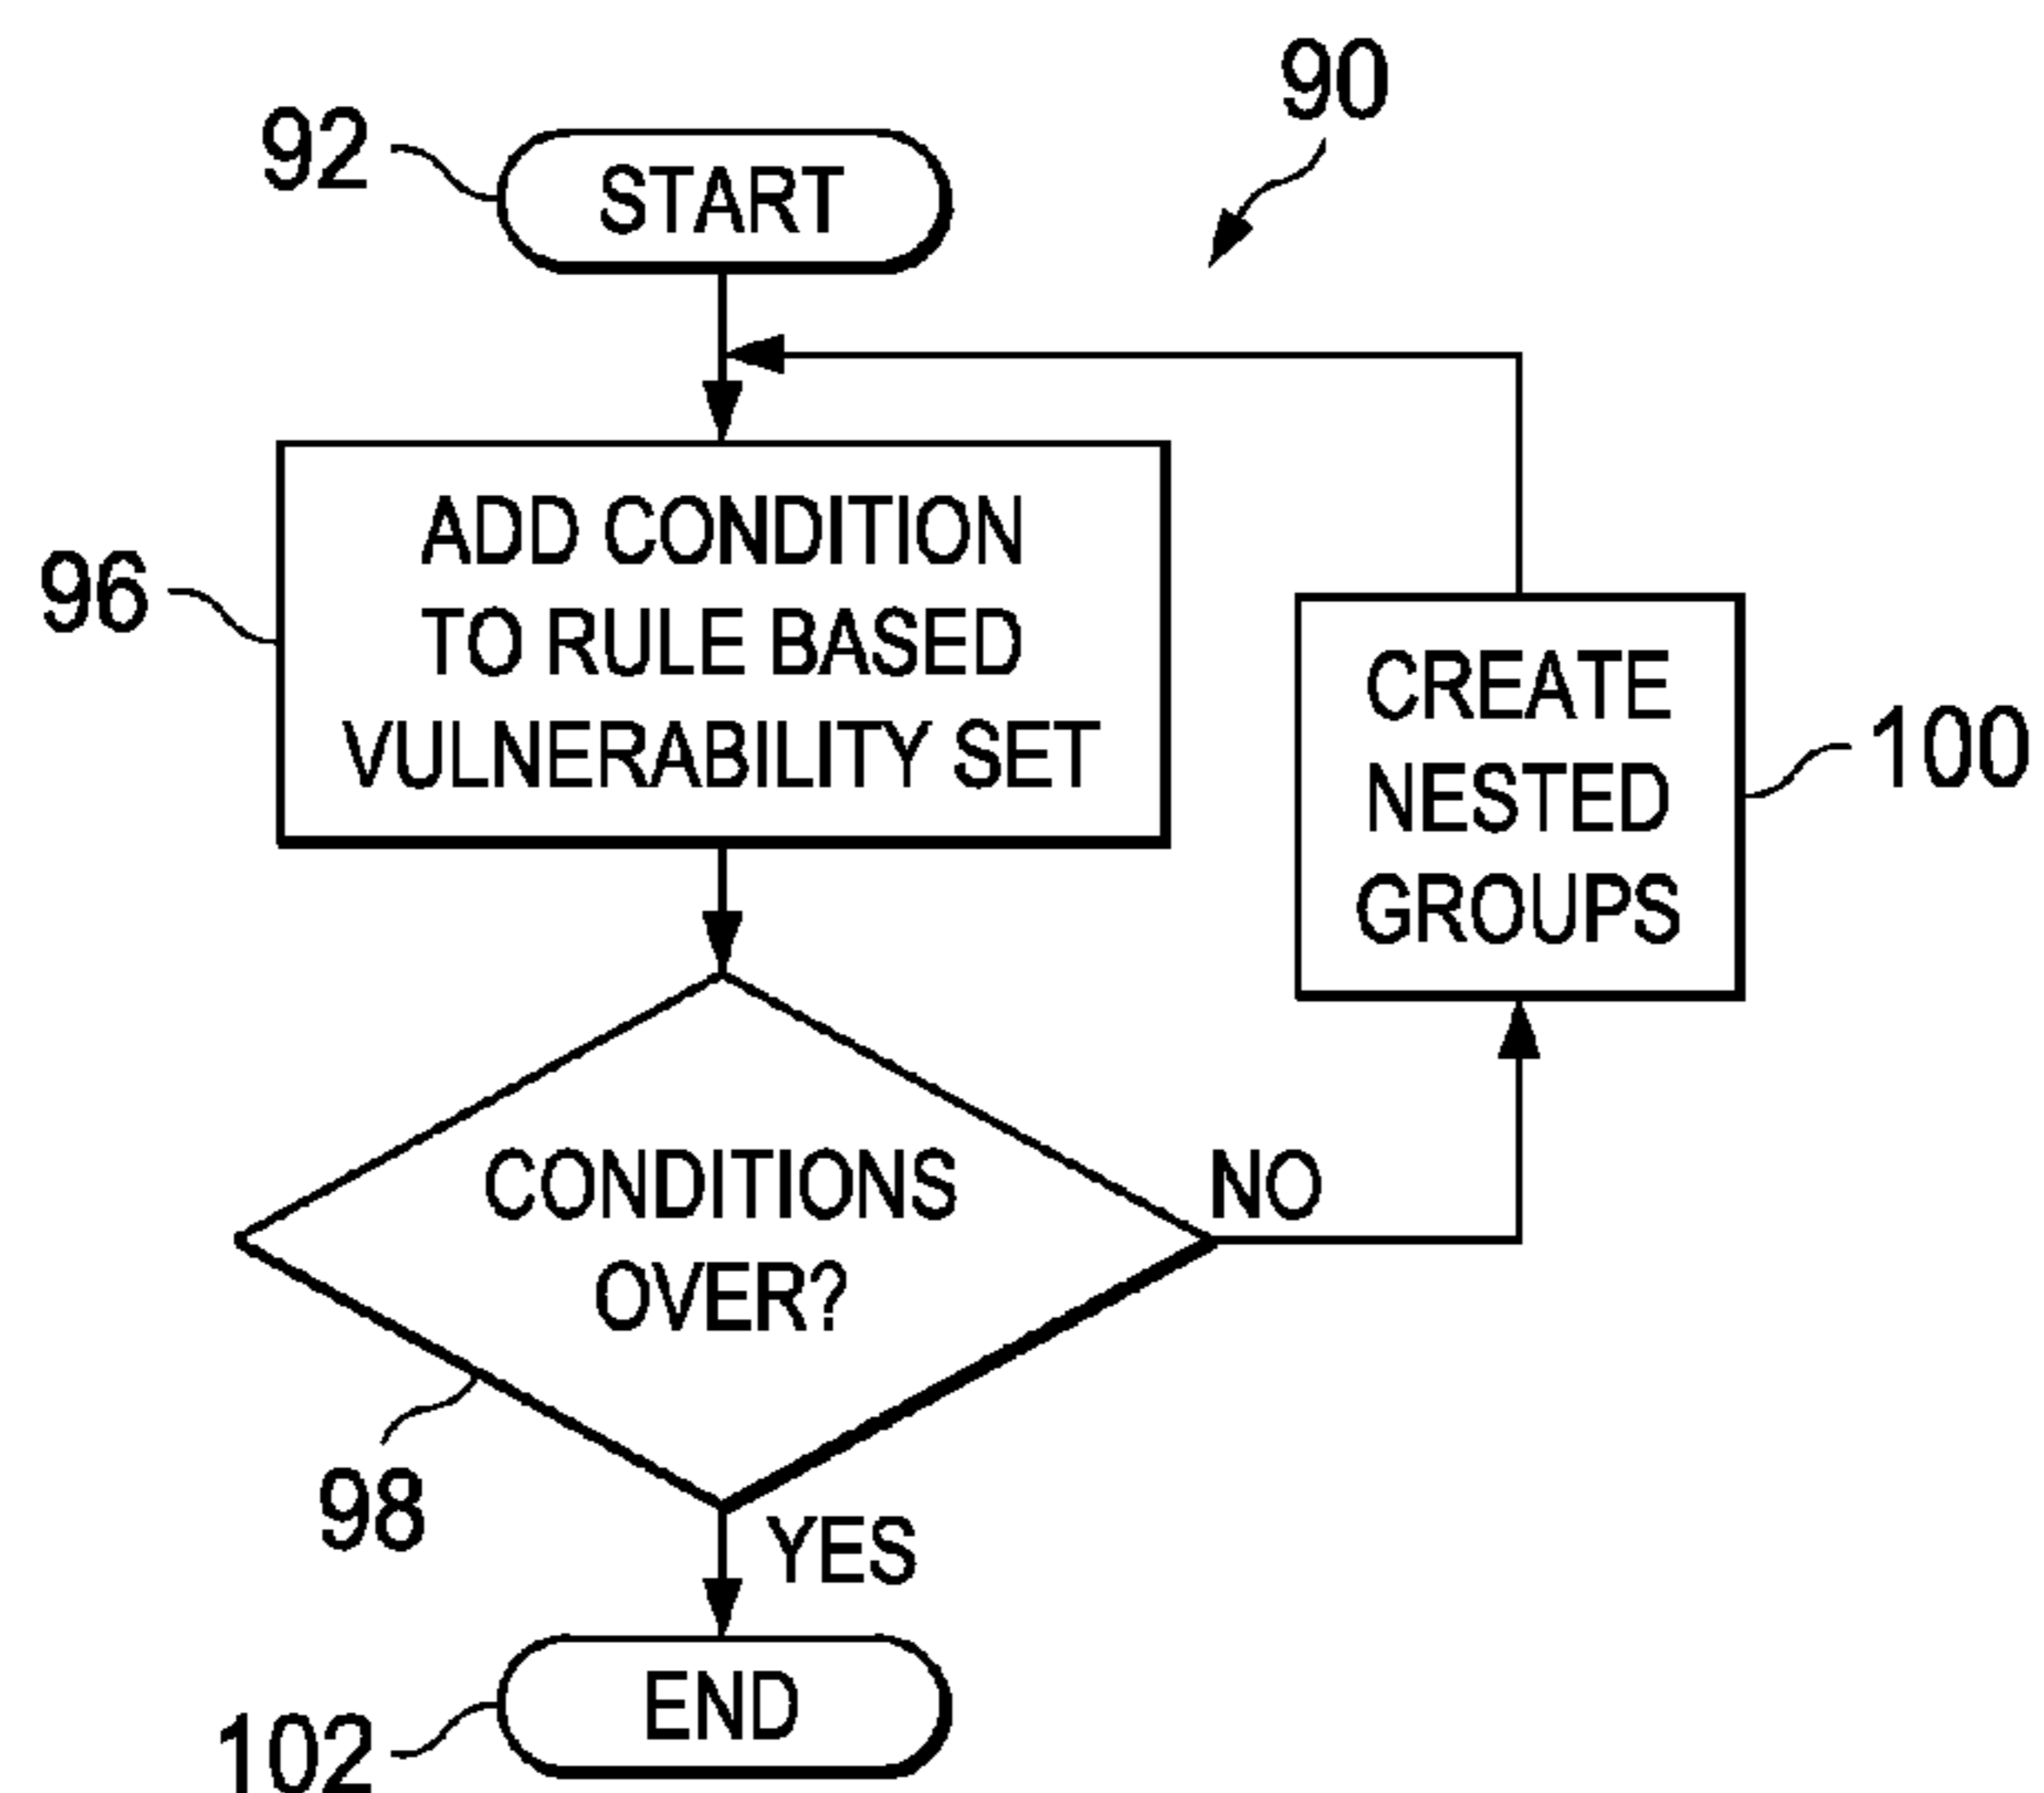 90
92
START
96
ADD CONDITION
TO RULE BASED
VULNERABILITY SET
CREATE
NESTED
GROUPS
100
CONDITIONS
OVER?
NO
98
YES
END
102